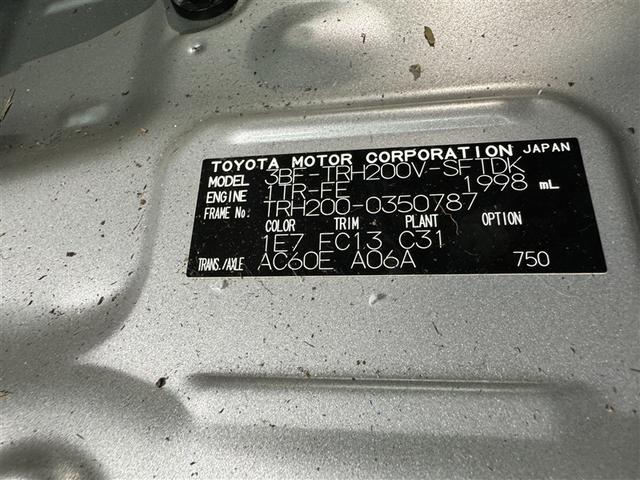 TOYOTA MOTOR CORPORATION JAPAN
MODEL 3BF-TRH200V-SFTDK
ENGINE 1TR-FE 1998 mL
FRAME No. TRH200-0350787
COLOR TRIM PLANT OPTION
1E7 EC13 C31
TRANS./AXLE AC60E A06A 750